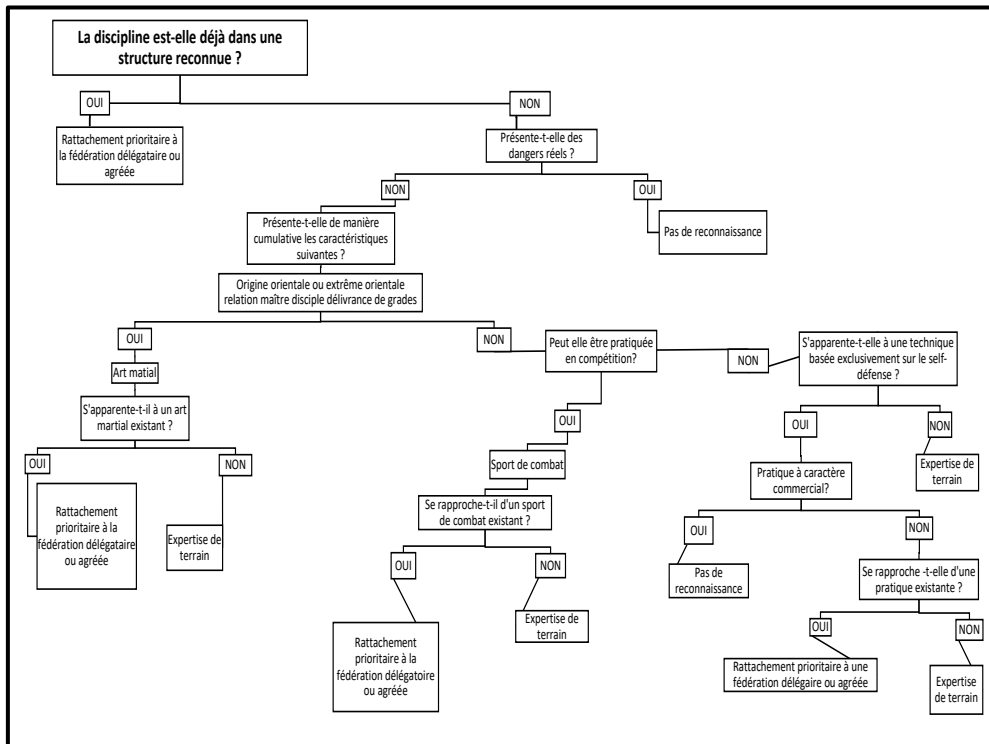 La discipline est-elle déjà dans une
structure reconnue ?
OUI
NON
Rattachement prioritaire à
la fédération délégataire ou
agréée
Présente-t-elle des
dangers réels ?
NON
OUI
Présente-t-elle de manière
cumulative les caractéristiques
suivantes ?
Pas de reconnaissance
Origine orientale ou extrême orientale
relation maître disciple délivrance de grades
OUI
NON
Peut elle être pratiquée
en compétition?
NON
S'apparente-t-elle à une technique
basée exclusivement sur le self-
défense ?
Art matial
S'apparente-t-il à un art
martial existant ?
OUI
OUI
NON
OUI
NON
Sport de combat
Pratique à caractère
commercial?
Expertise de
terrain
Rattachement
prioritaire à la
fédération délégataire
ou agréée
Expertise de
terrain
Se rapproche-t-il d'un sport
de combat existant ?
OUI
NON
OUI
NON
Pas de
reconnaissance
Se rapproche -t-elle d'une
pratique existante ?
Rattachement
prioritaire à la
fédération délégatoire
ou agréée
Expertise de
terrain
OUI
NON
Rattachement prioritaire à une
fédération délégaire ou agréée
Expertise
de terrain